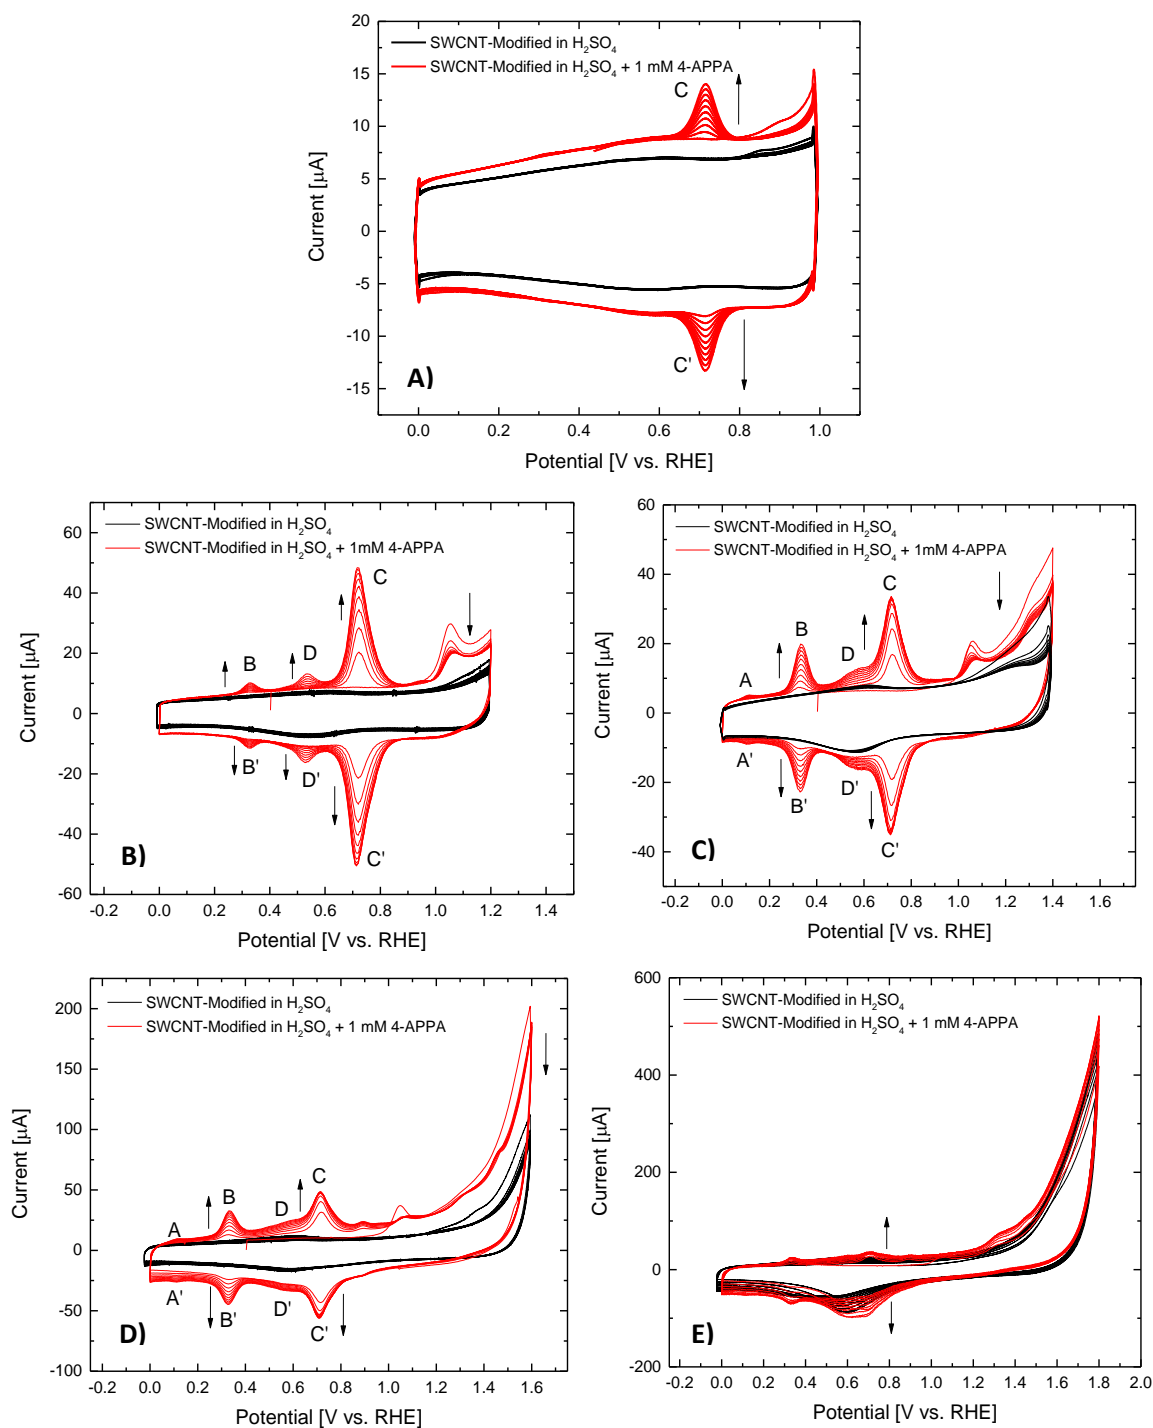 20
15
10
5
0
-5
-10
-15
Current [μA]
SWCNT-Modified in H₂SO₄
SWCNT-Modified in H₂SO₄ + 1 mM 4-APPA
C
C'
A)
0.0 0.2 0.4 0.6 0.8 1.0
Potential [V vs. RHE]
60
40
20
0
-20
-40
-60
Current [μA]
SWCNT-Modified in H₂SO₄
SWCNT-Modified in H₂SO₄ + 1mM 4-APPA
C
B D
B' D'
C'
B)
-0.2 0.0 0.2 0.4 0.6 0.8 1.0 1.2 1.4
Potential [V vs. RHE]
60
40
20
0
-20
-40
Current [μA]
SWCNT-Modified in H₂SO₄
SWCNT-Modified in H₂SO₄ + 1mM 4-APPA
C
B
D
A
A'
D'
B'
C'
C)
-0.2 0.0 0.2 0.4 0.6 0.8 1.0 1.2 1.4 1.6
Potential [V vs. RHE]
200
150
100
50
0
-50
-100
Current [μA]
SWCNT-Modified in H₂SO₄
SWCNT-Modified in H₂SO₄ + 1 mM 4-APPA
C
B
A D
A'
B' D'
C'
D)
0.0 0.2 0.4 0.6 0.8 1.0 1.2 1.4 1.6
Potential [V vs. RHE]
600
400
200
0
-200
Current [μA]
SWCNT-Modified in H₂SO₄
SWCNT-Modified in H₂SO₄ + 1 mM 4-APPA
E)
-0.2 0.0 0.2 0.4 0.6 0.8 1.0 1.2 1.4 1.6 1.8 2.0
Potential [V vs. RHE]